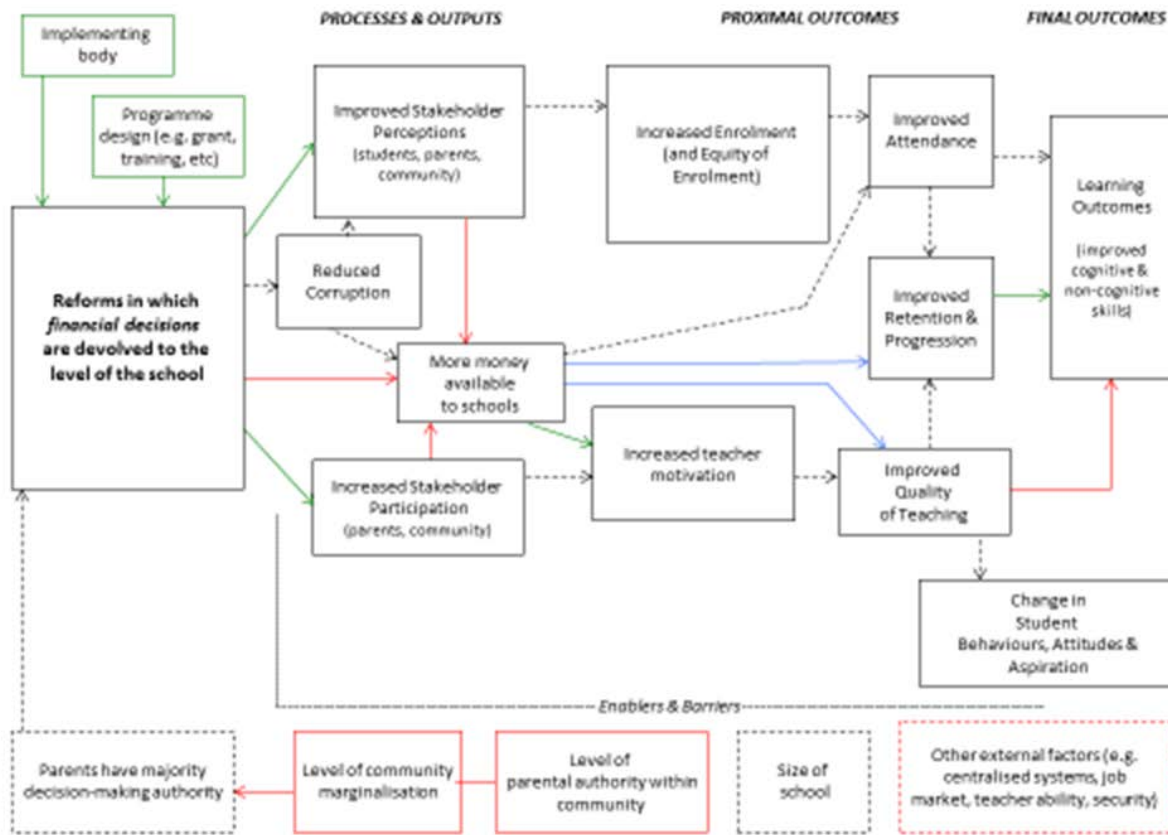 PROCESSES & OUTPUTS
PROXIMAL OUTCOMES
FINAL OUTCOMES
Implementing
body
Programme
design (e.g. grant,
training, etc)
Reforms in which
financial decisions
are devolved to the
level of the school
Improved Stakeholder
Perceptions
(students, parents,
community)
Reduced
Corruption
More money
available
to schools
Increased Stakeholder
Participation
(parents, community)
Increased Enrolment
(and Equity of
Enrolment)
Increased teacher
motivation
Improved
Attendance
Improved
Retention &
Progression
Improved
Quality
of Teaching
Learning
Outcomes
(improved
cognitive &
non-cognitive
skills)
Change in
Student
Behaviours, Attitudes &
Aspiration
Enablers & Barriers
Parents have majority
decision-making authority
Level of community
marginalisation
Level of
parental authority within
community
Size of
school
Other external factors (e.g.
centralised systems, job
market, teacher ability, security)